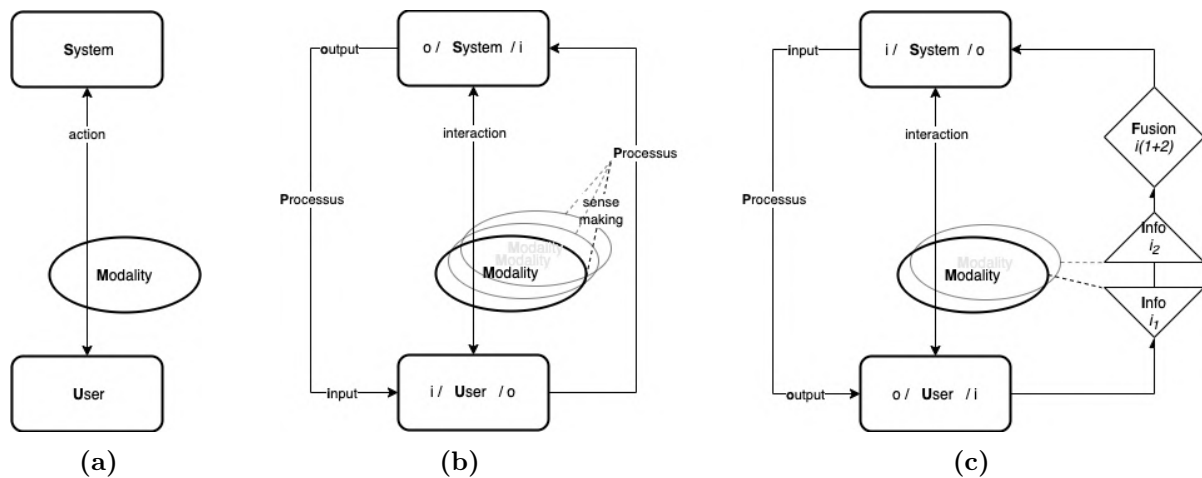 System
action
Modality
User
(a)
output
o / System / i
interaction
Processus
Processus
sense
making
Modality
Modality
Modality
input
i / User / o
(b)
input
i / System / o
interaction
Processus
Fusion
i(1+2)
Info
i2
Modality
Modality
Info
i1
output
o / User / i
(c)